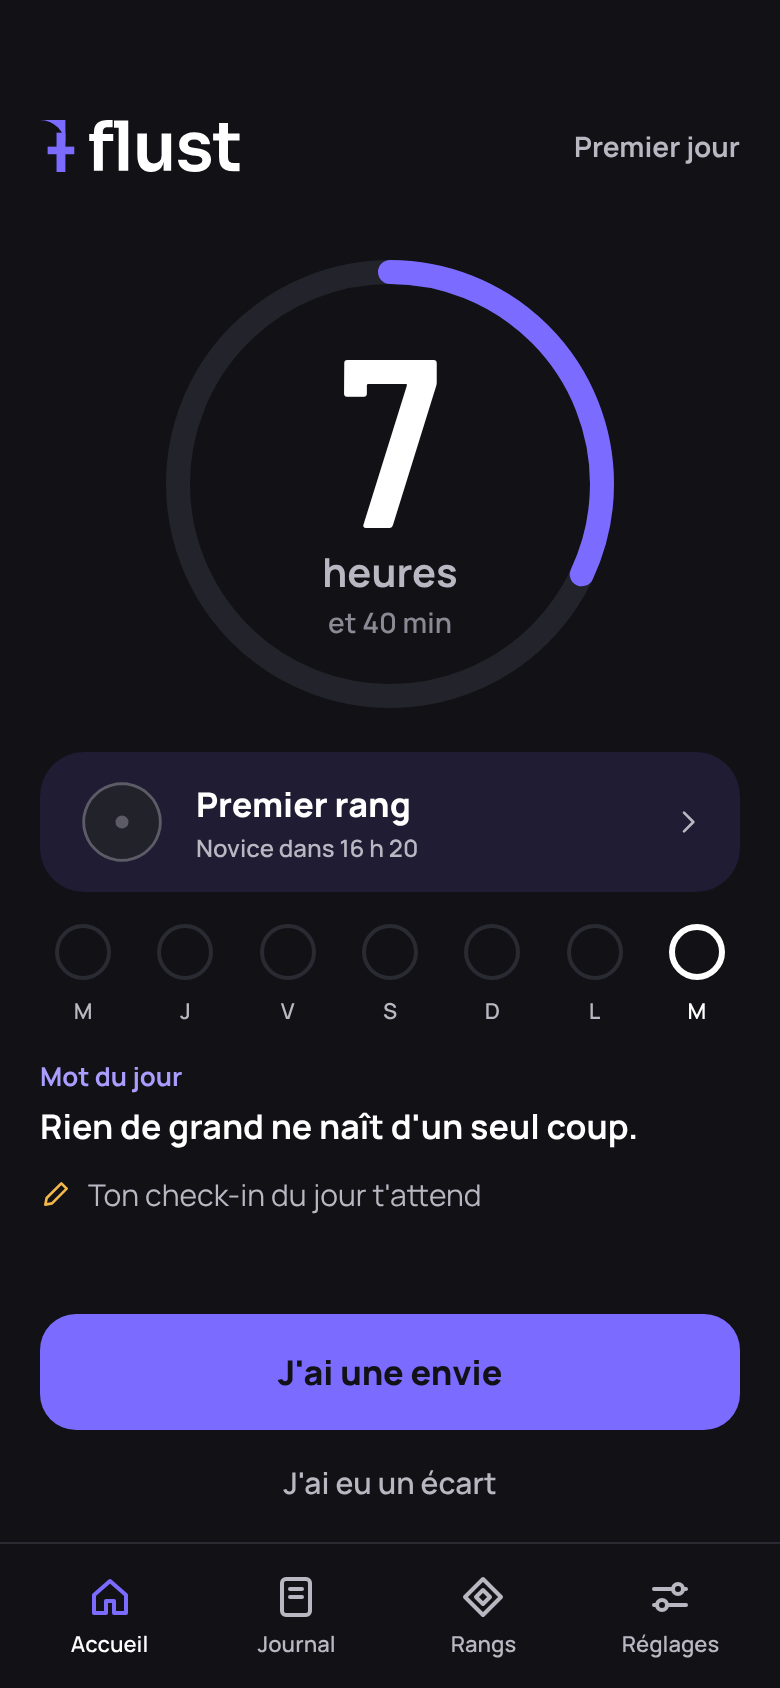 flust
Premier jour
7
heures
et 40 min
Premier rang
Novice dans 16 h 20
M J V S D L M
Mot du jour
Rien de grand ne naît d'un seul coup.
Ton check-in du jour t'attend
J'ai une envie
J'ai eu un écart
Accueil Journal Rangs Réglages